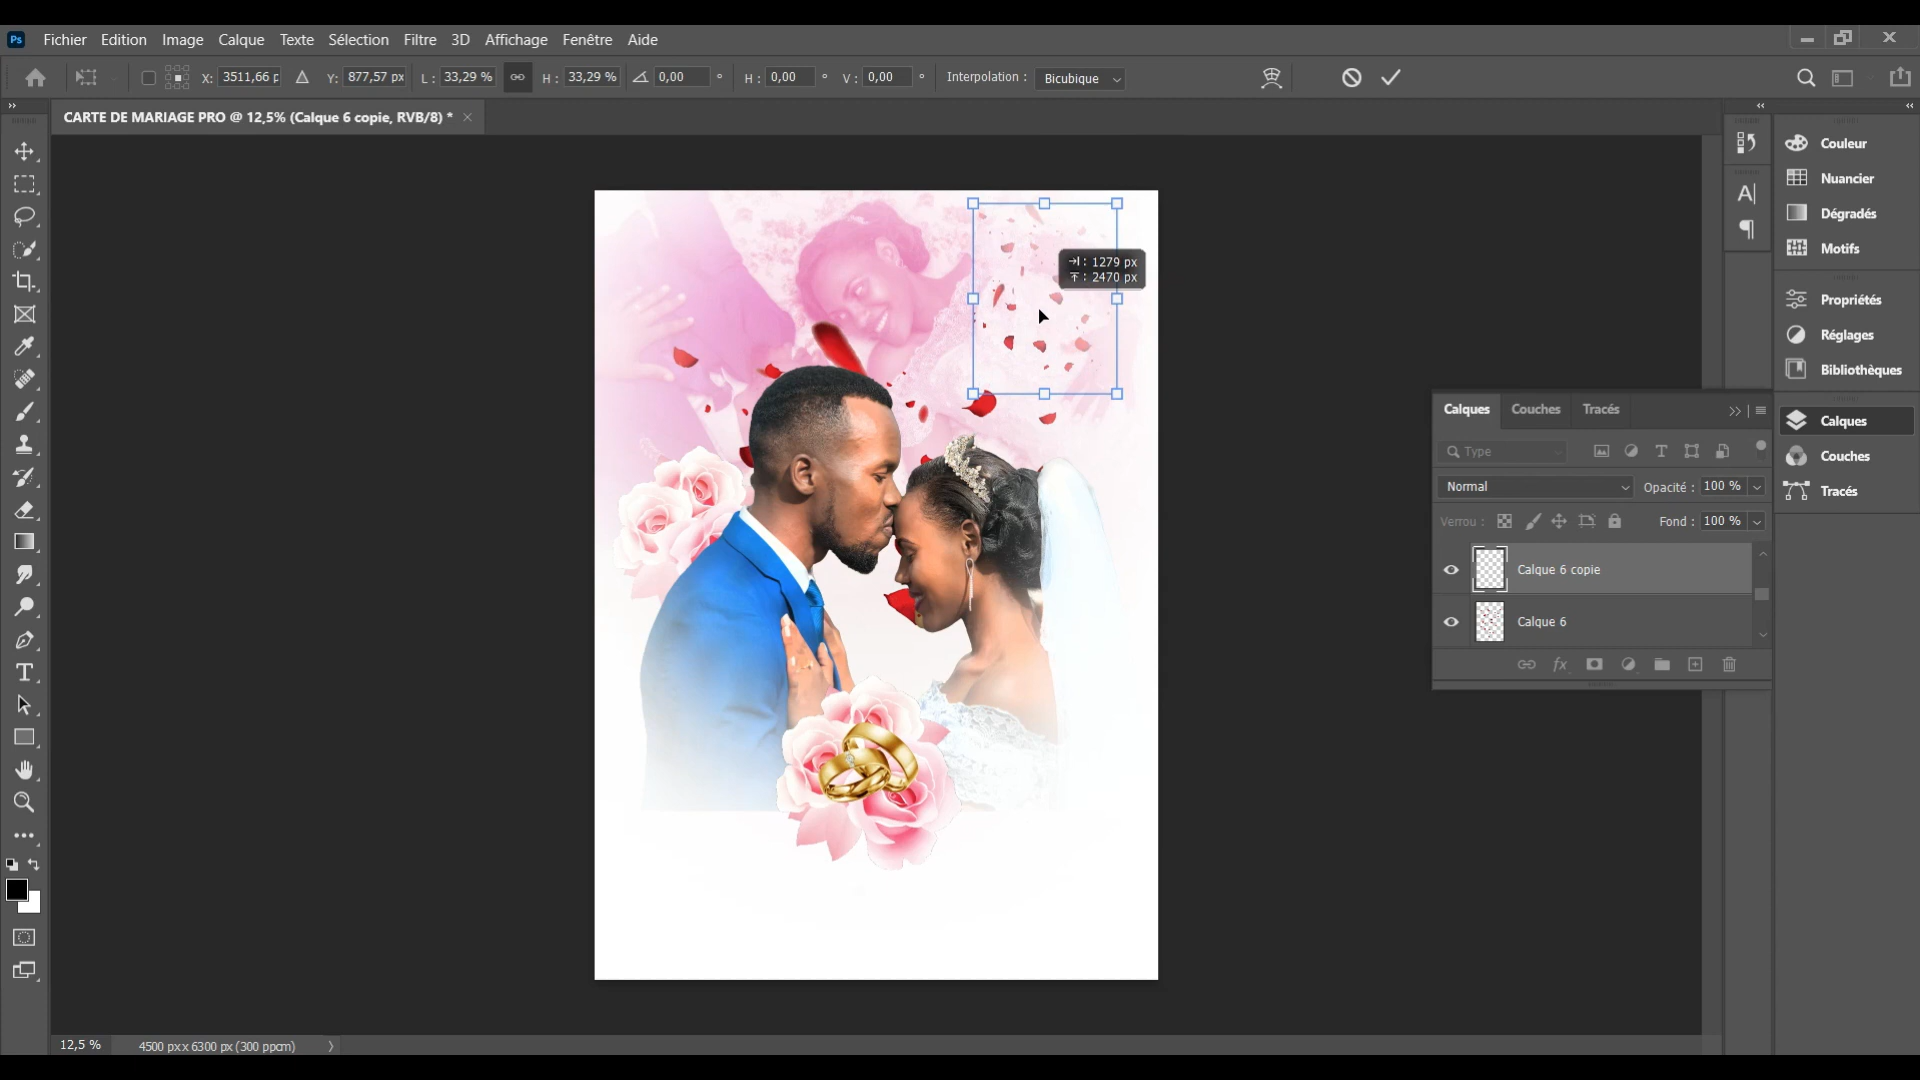 Ps Fichier Edition Image Calque Texte Sélection Filtre 3D Affichage Fenêtre Aide
X: 3511,66 p Y: 877,57 px L : 33,29 % H : 33,29 % 0,00 ° H : 0,00 ° V : 0,00 ° Interpolation : Bicubique
CARTE DE MARIAGE PRO @ 12,5% (Calque 6 copie, RVB/8) * ×
Couleur
Nuancier
Dégradés
Motifs
Propriétés
Réglages
Bibliothèques
Calques
Couches
Tracés
: 1279 px
: 2470 px
Calques Couches Tracés
Type
Normal Opacité : 100 %
Verrou : Fond : 100 %
Calque 6 copie
Calque 6
fx
12,5 % 4500 px x 6300 px (300 ppcm)